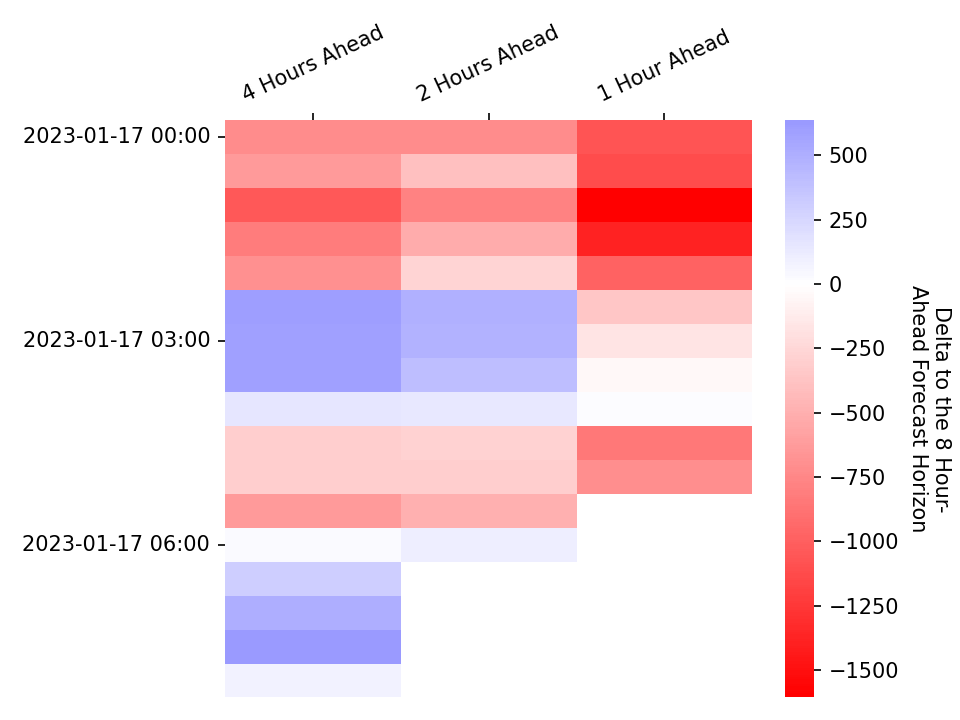 4 Hours Ahead
2 Hours Ahead
1 Hour Ahead
2023-01-17 00:00
2023-01-17 03:00
2023-01-17 06:00
500
250
0
−250
−500
−750
−1000
−1250
−1500
Delta to the 8 Hour-
Ahead Forecast Horizon